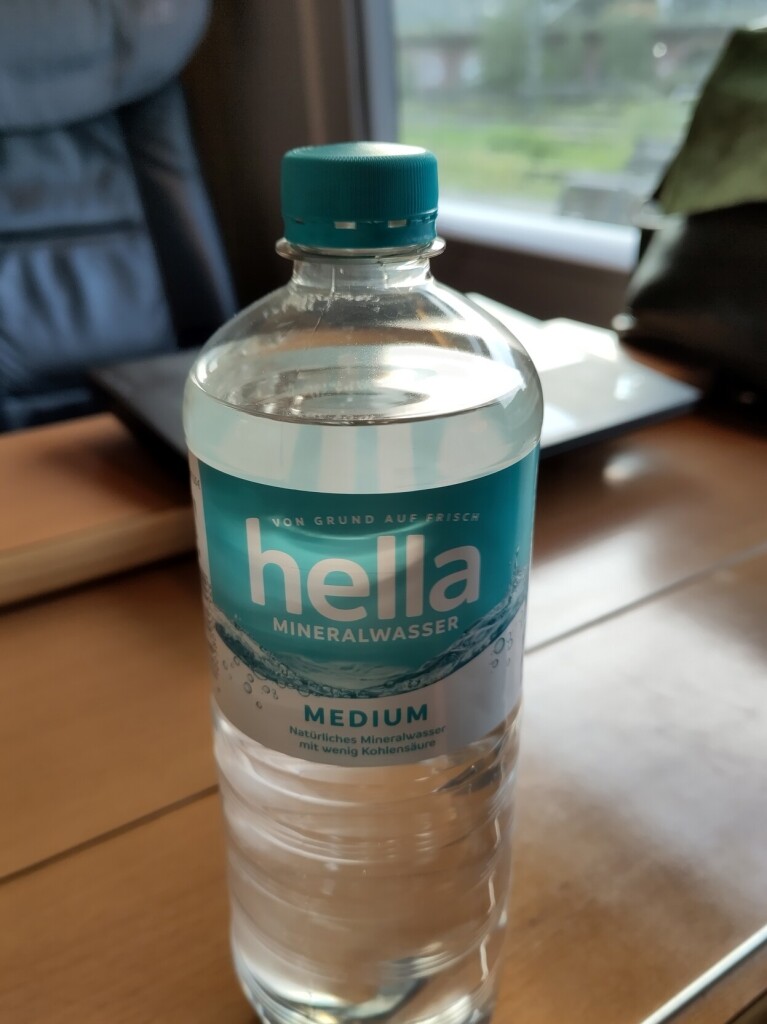 VON GRUND AUF FRISCH
hella
MINERALWASSER
MEDIUM
Natürliches Mineralwasser
mit wenig Kohlensäure